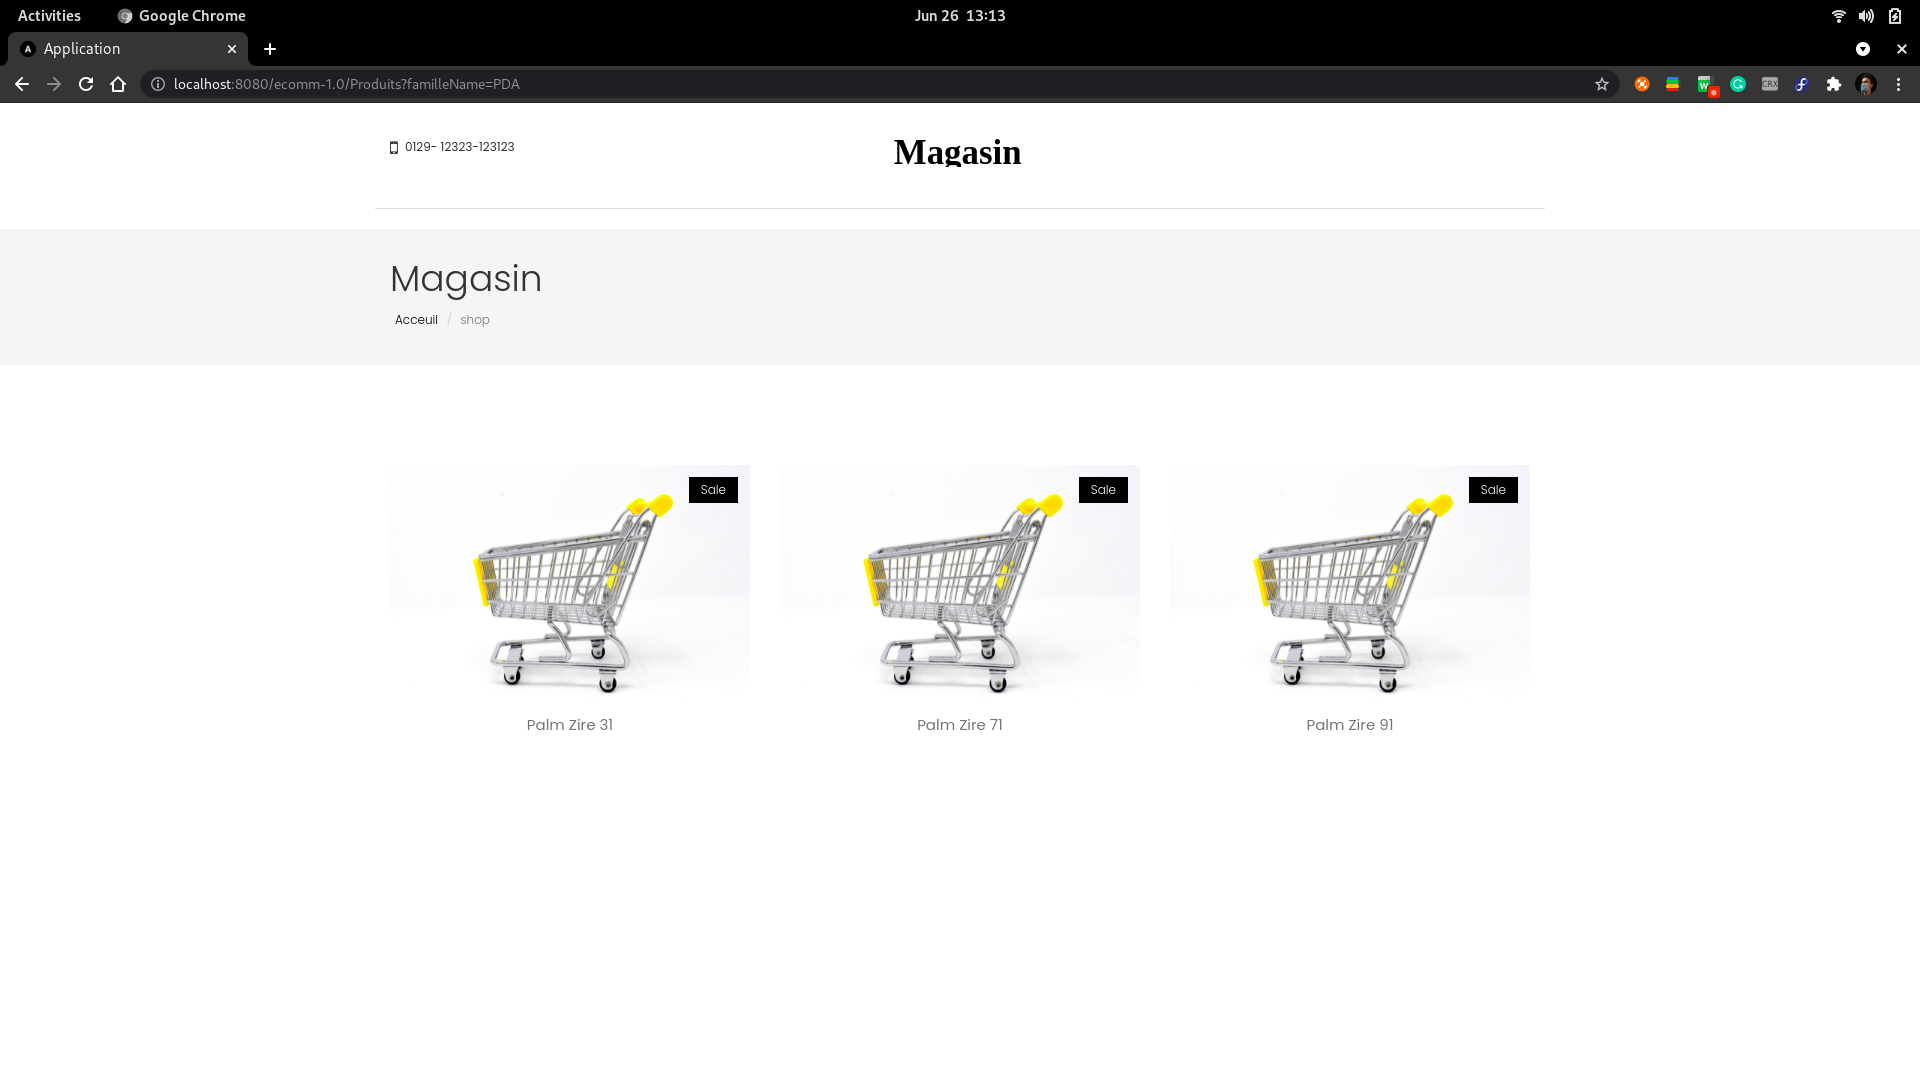 Activities
Google Chrome
Jun 26 13:13
A
Application
localhost:8080/ecomm-1.0/Produits?familleName=PDA
W
G
CRX
0129- 12323-123123
Magasin
Magasin
Acceuil / shop
Sale
Sale
Sale
Palm Zire 31
Palm Zire 71
Palm Zire 91